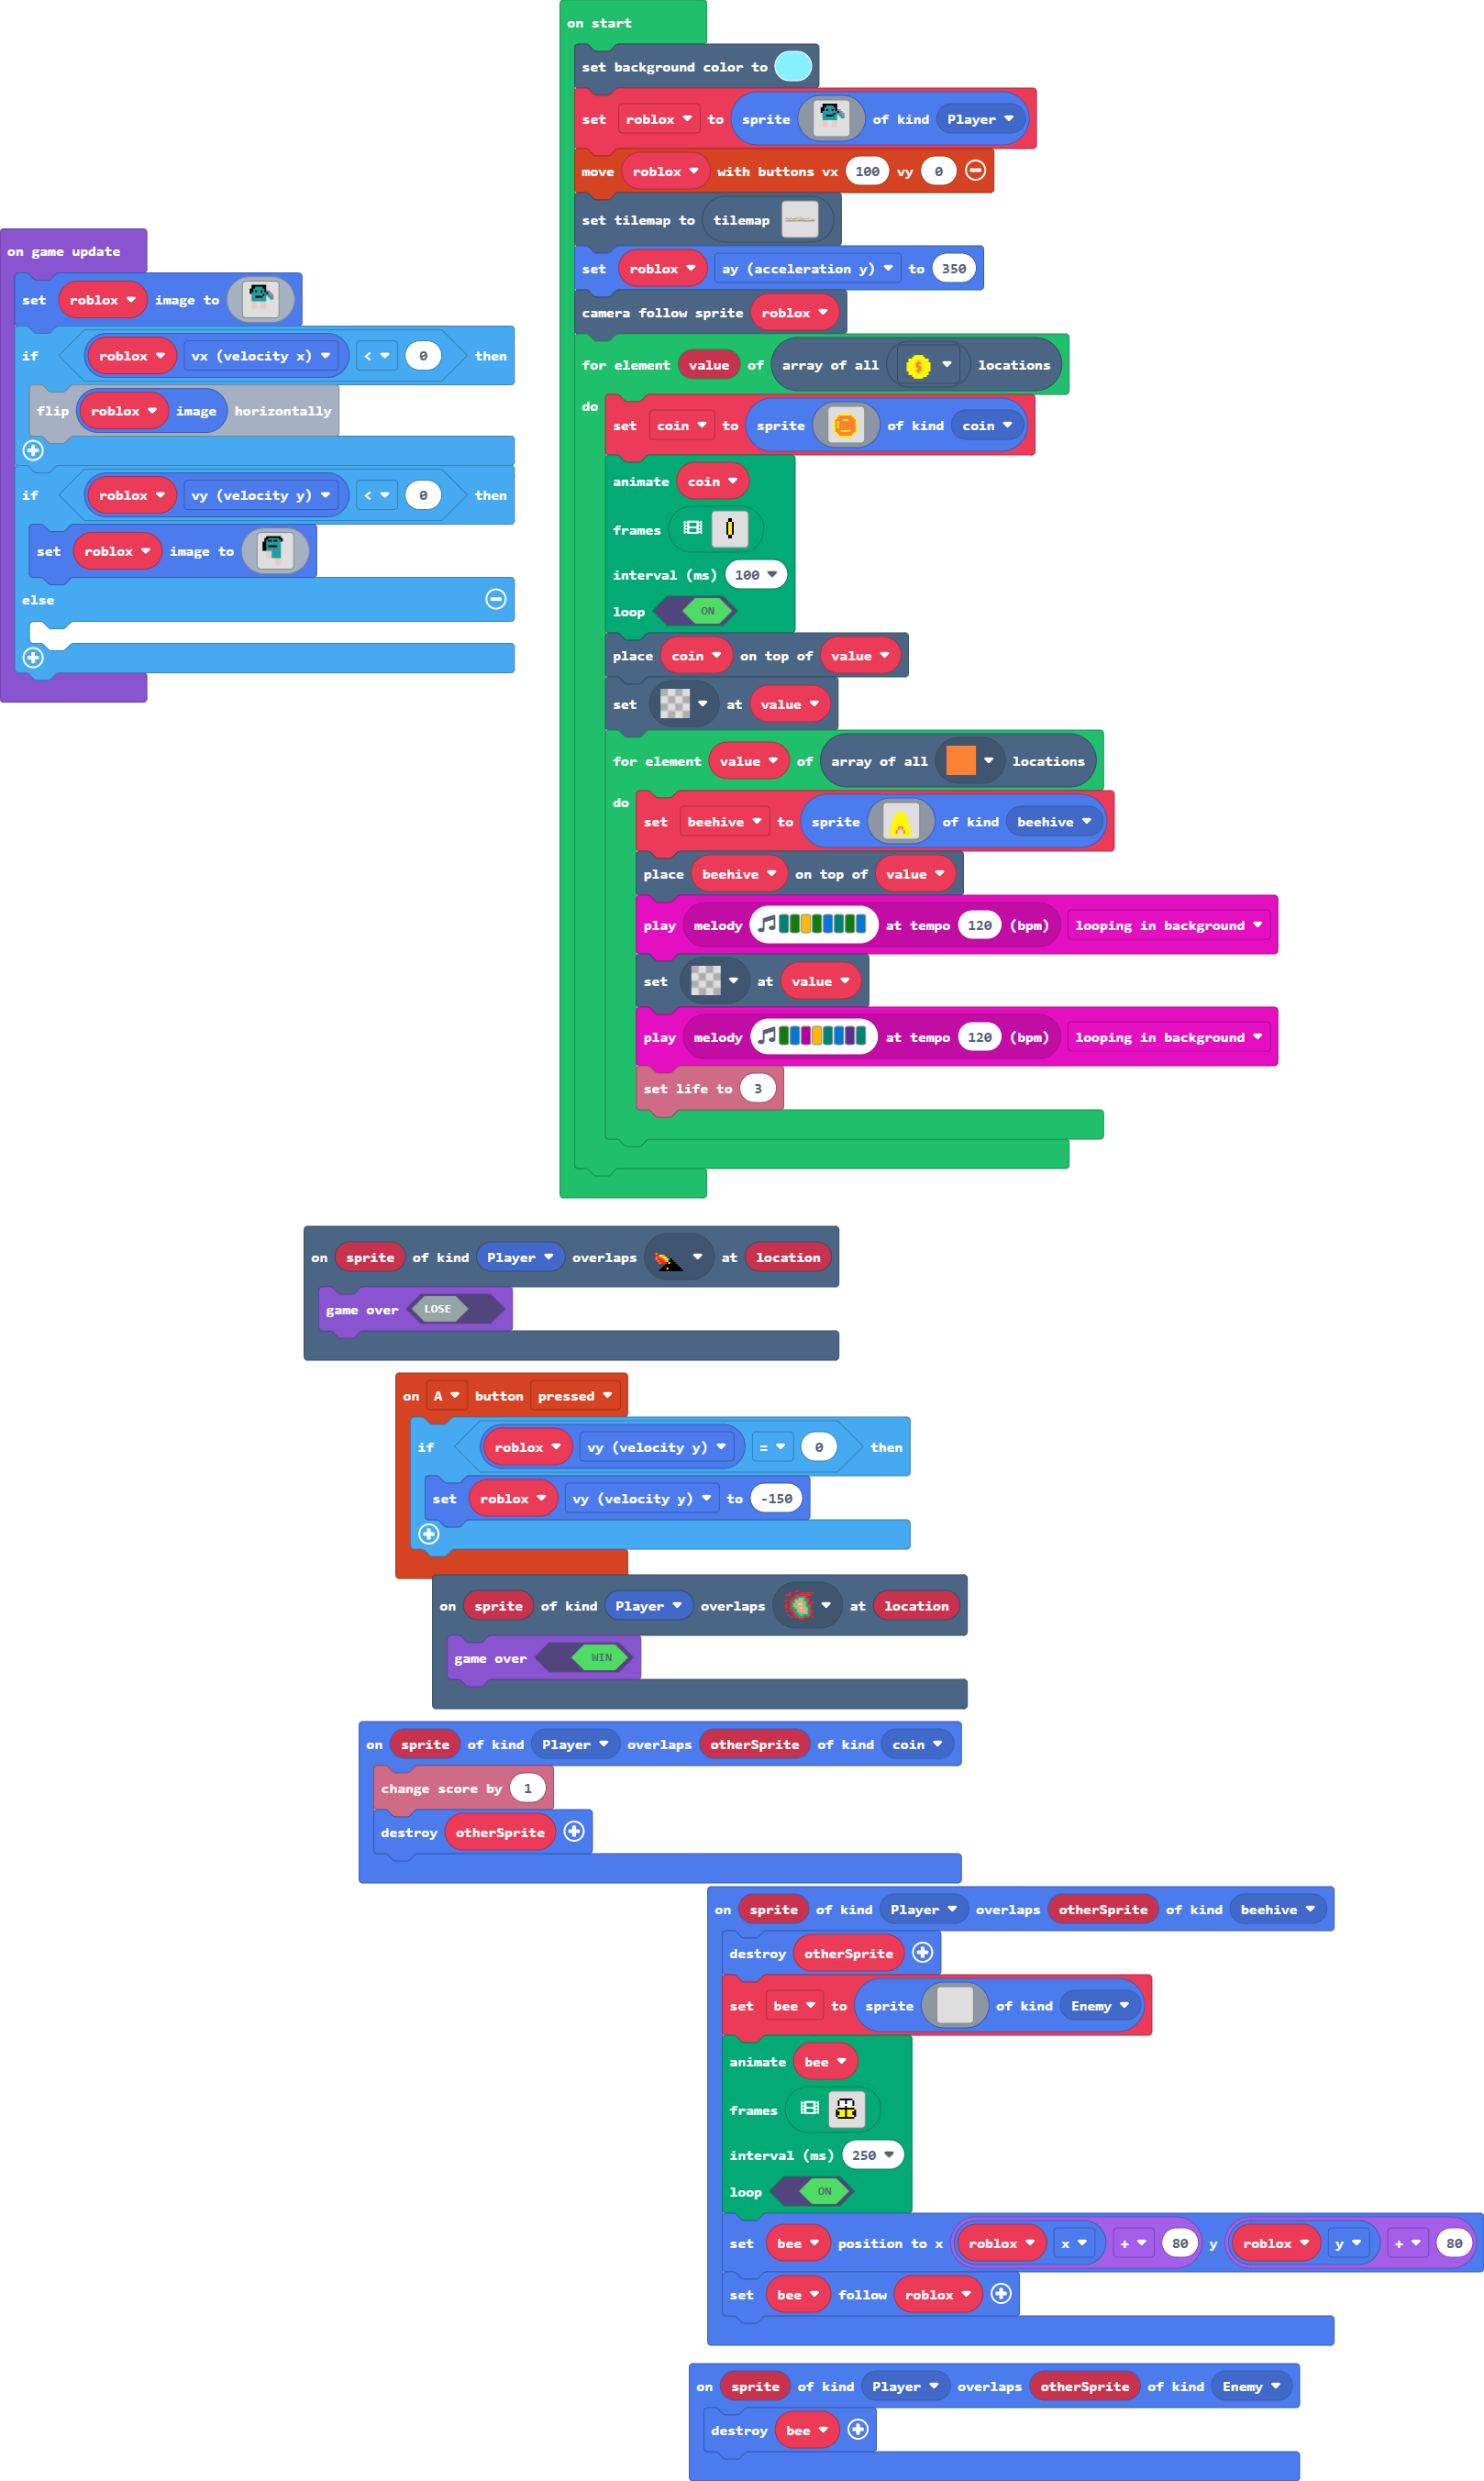 on start
set background color to
set roblox to sprite of kind Player
move roblox with buttons vx 100 vy 0
set tilemap to tilemap
set roblox ay (acceleration y) to 350
camera follow sprite roblox
for element value of array of all $ locations
do
set coin to sprite of kind coin
animate coin
frames
interval (ms) 100
loop ON
place coin on top of value
set at value
for element value of array of all locations
do
set beehive to sprite of kind beehive
place beehive on top of value
play melody at tempo 120 (bpm) looping in background
set at value
play melody at tempo 120 (bpm) looping in background
set life to 3
on game update
set roblox image to
if roblox vx (velocity x) < 0 then
flip roblox image horizontally
if roblox vy (velocity y) < 0 then
set roblox image to
else
on sprite of kind Player overlaps at location
game over LOSE
on A button pressed
if roblox vy (velocity y) = 0 then
set roblox vy (velocity y) to -150
on sprite of kind Player overlaps at location
game over WIN
on sprite of kind Player overlaps otherSprite of kind coin
change score by 1
destroy otherSprite
on sprite of kind Player overlaps otherSprite of kind beehive
destroy otherSprite
set bee to sprite of kind Enemy
animate bee
frames
interval (ms) 250
loop ON
set bee position to x roblox x + 80 y roblox y + 80
set bee follow roblox
on sprite of kind Player overlaps otherSprite of kind Enemy
destroy bee